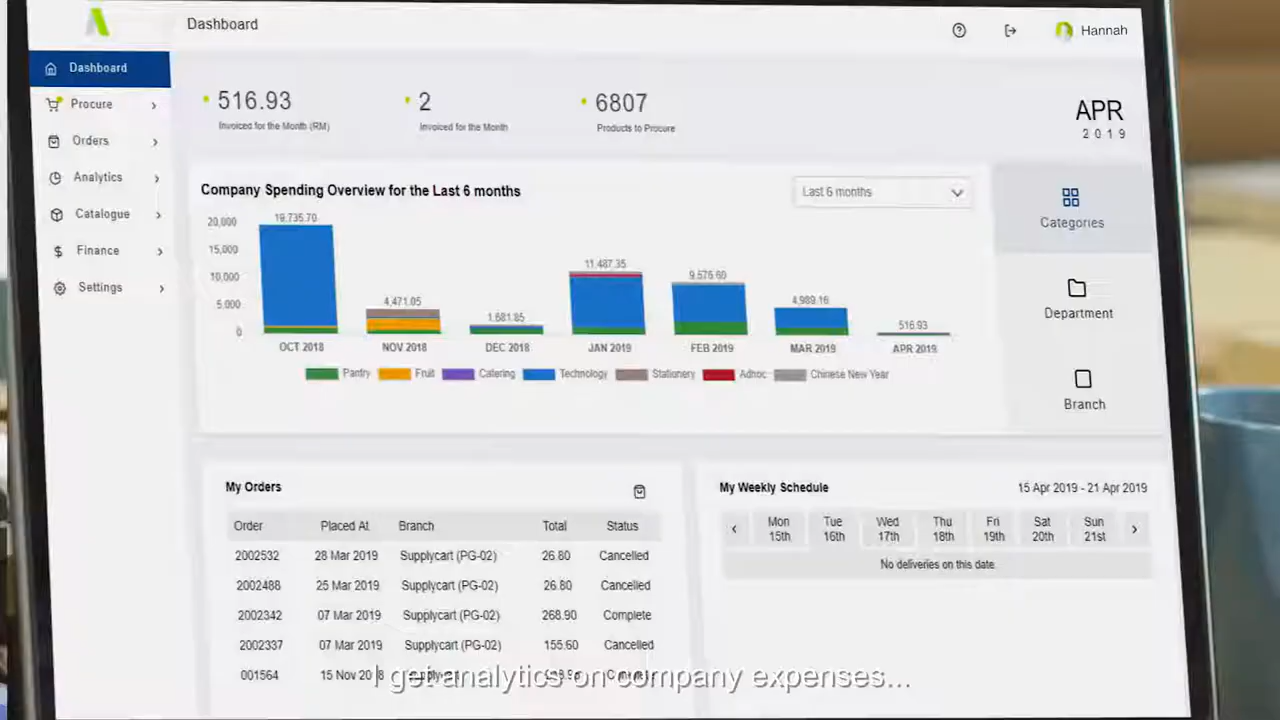 Dashboard
Hannah
Dashboard
Procure
Orders
Analytics
Catalogue
Finance
Settings
516.93
Invoiced for the Month (RM)
2
Invoiced for the Month
6807
Products to Procure
APR
2019
Company Spending Overview for the Last 6 months
Last 6 months
20,000
15,000
10,000
5,000
0
19,735.70
4,471.05
1,681.85
11,487.35
9,576.60
4,989.16
516.93
OCT 2018 NOV 2018 DEC 2018 JAN 2019 FEB 2019 MAR 2019 APR 2019
Pantry Fruit Catering Technology Stationery Adhoc Chinese New Year
Categories
Department
Branch
My Orders
Order Placed At Branch Total Status
2002532 28 Mar 2019 Supplycart (PG-02) 26.80 Cancelled
2002488 25 Mar 2019 Supplycart (PG-02) 26.80 Cancelled
2002342 07 Mar 2019 Supplycart (PG-02) 268.90 Complete
2002337 07 Mar 2019 Supplycart (PG-02) 155.60 Cancelled
001564 15 Nov
My Weekly Schedule
15 Apr 2019 - 21 Apr 2019
Mon Tue Wed Thu Fri Sat Sun
15th 16th 17th 18th 19th 20th 21st
No deliveries on this date
I get analytics on company expenses...